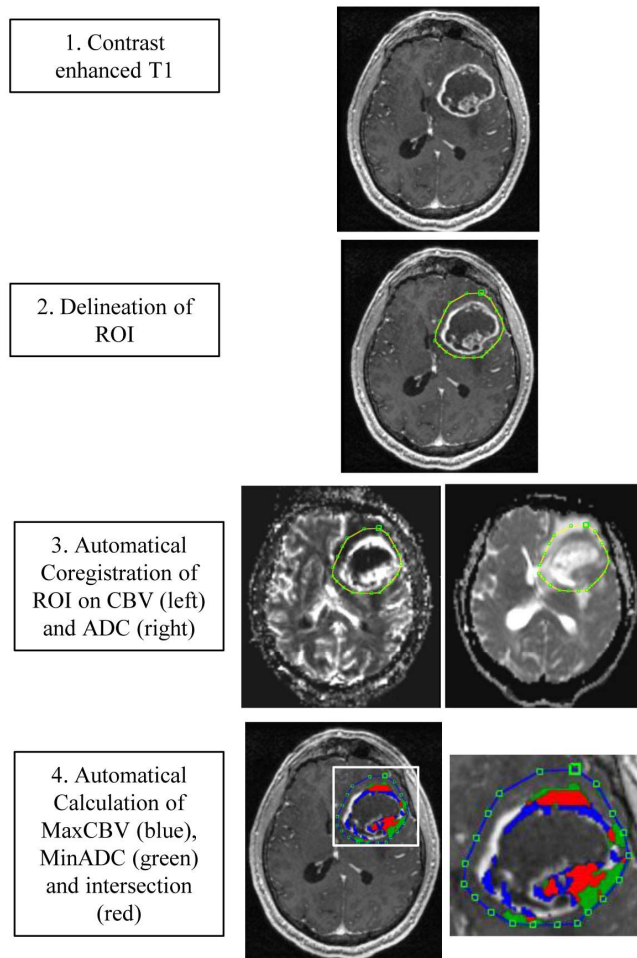 1. Contrast
enhanced T1
2. Delineation of
ROI
3. Automatical
Coregistration of
ROI on CBV (left)
and ADC (right)
4. Automatical
Calculation of
MaxCBV (blue),
MinADC (green)
and intersection
(red)